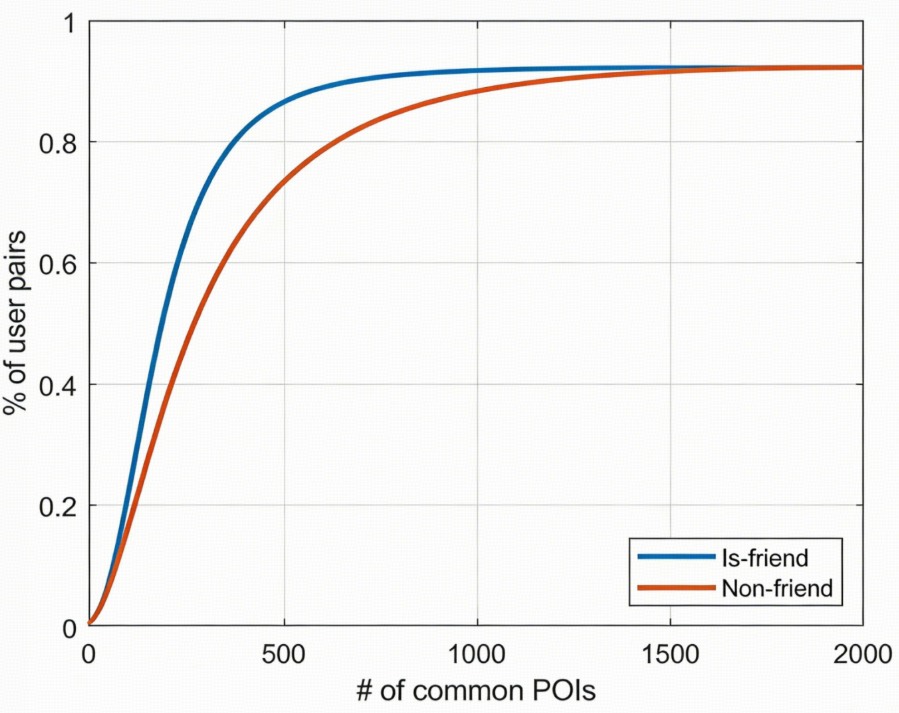 1
0.8
0.6
0.4
0.2
0
0 500 1000 1500 2000
% of user pairs
# of common POIs
Is-friend
Non-friend